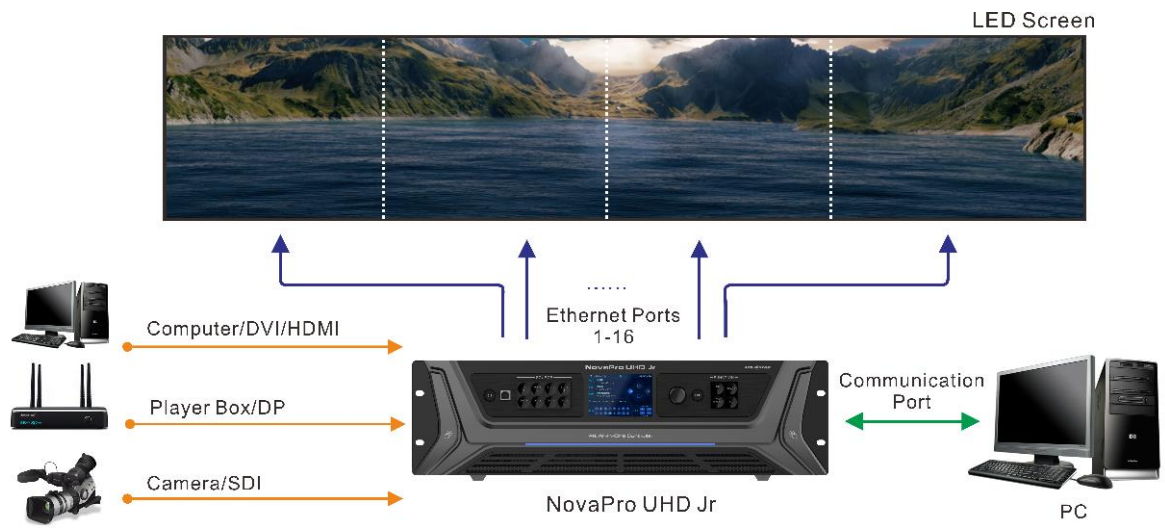 LED Screen
......
Ethernet Ports
1-16
Computer/DVI/HDMI
NovaPro UHD Jr
Player Box/DP
Communication
Port
Camera/SDI
NovaPro UHD Jr
PC